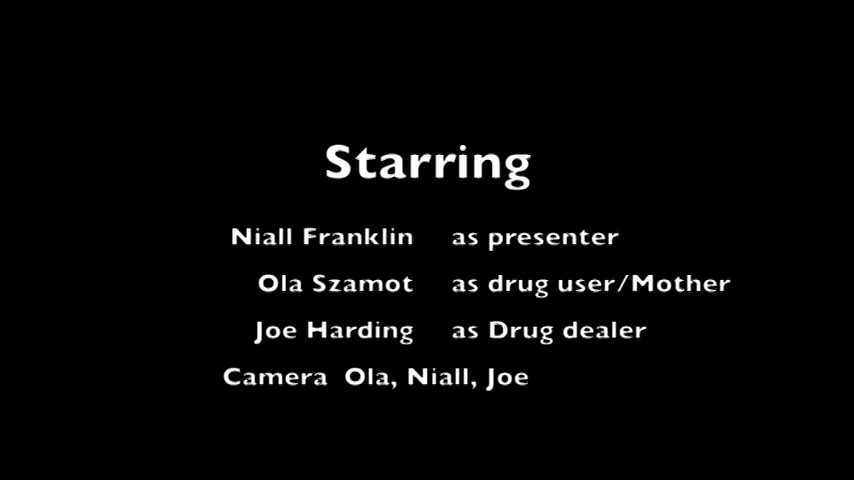 Starring
Niall Franklin as presenter
Ola Szamot as drug user/Mother
Joe Harding as Drug dealer
Camera Ola, Niall, Joe